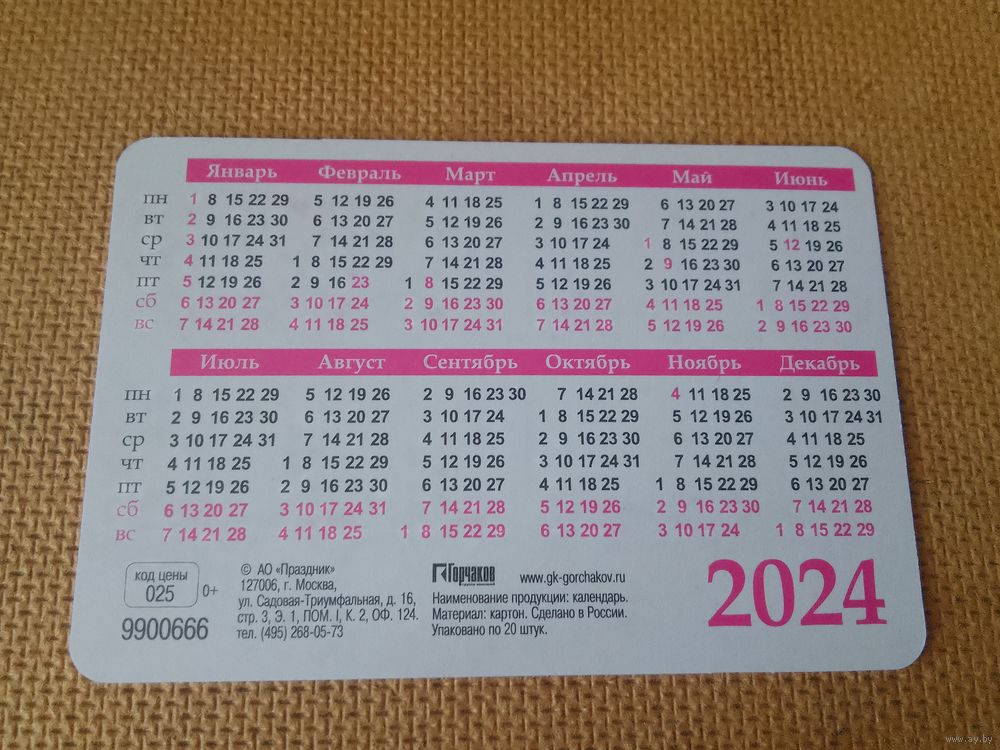 Январь Февраль Март Апрель Май Июнь
ПН 1 8 15 22 29 5 12 19 26 4 11 18 25 1 8 15 22 29 6 13 20 27 3 10 17 24
ВТ 2 9 16 23 30 6 13 20 27 5 12 19 26 2 9 16 23 30 7 14 21 28 4 11 18 25
СР 3 10 17 24 31 7 14 21 28 6 13 20 27 3 10 17 24 1 8 15 22 29 5 12 19 26
ЧТ 4 11 18 25 1 8 15 22 29 7 14 21 28 4 11 18 25 2 9 16 23 30 6 13 20 27
ПТ 5 12 19 26 2 9 16 23 1 8 15 22 29 5 12 19 26 3 10 17 24 31 7 14 21 28
СБ 6 13 20 27 3 10 17 24 2 9 16 23 30 6 13 20 27 4 11 18 25 1 8 15 22 29
ВС 7 14 21 28 4 11 18 25 3 10 17 24 31 7 14 21 28 5 12 19 26 2 9 16 23 30
Июль Август Сентябрь Октябрь Ноябрь Декабрь
ПН 1 8 15 22 29 5 12 19 26 2 9 16 23 30 7 14 21 28 4 11 18 25 2 9 16 23 30
ВТ 2 9 16 23 30 6 13 20 27 3 10 17 24 1 8 15 22 29 5 12 19 26 3 10 17 24 31
СР 3 10 17 24 31 7 14 21 28 4 11 18 25 2 9 16 23 30 6 13 20 27 4 11 18 25
ЧТ 4 11 18 25 1 8 15 22 29 5 12 19 26 3 10 17 24 31 7 14 21 28 5 12 19 26
ПТ 5 12 19 26 2 9 16 23 30 6 13 20 27 4 11 18 25 1 8 15 22 29 6 13 20 27
СБ 6 13 20 27 3 10 17 24 31 7 14 21 28 5 12 19 26 2 9 16 23 30 7 14 21 28
ВС 7 14 21 28 4 11 18 25 1 8 15 22 29 6 13 20 27 3 10 17 24 1 8 15 22 29
код цены
025
0+
9900666
© АО «Праздник»
127006, г. Москва,
ул. Садовая-Триумфальная, д. 16,
стр. 3, Э. 1, ПОМ. I, К. 2, ОФ. 124.
тел. (495) 268-05-73
Горчаков
группа компаний
www.gk-gorchakov.ru
Наименование продукции: календарь.
Материал: картон. Сделано в России.
Упаковано по 20 штук.
2024
www.ay.by